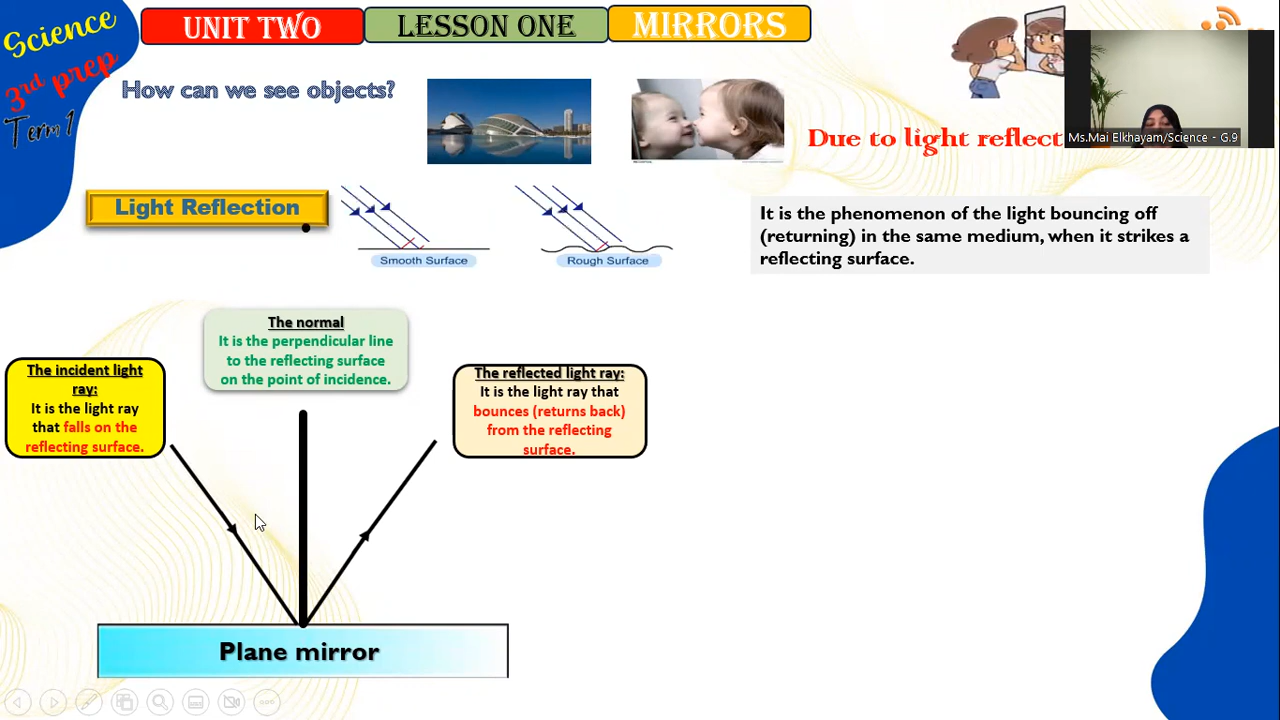 Science
3rd prep
Term 1
UNIT TWO
LESSON ONE
MIRRORS
How can we see objects?
Due to light reflect
Ms.Mai Elkhayam/Science - G.9
Light Reflection
Smooth Surface
Rough Surface
It is the phenomenon of the light bouncing off
(returning) in the same medium, when it strikes a
reflecting surface.
The normal
It is the perpendicular line
to the reflecting surface
on the point of incidence.
The incident light
ray:
It is the light ray
that falls on the
reflecting surface.
The reflected light ray:
It is the light ray that
bounces (returns back)
from the reflecting
surface.
Plane mirror